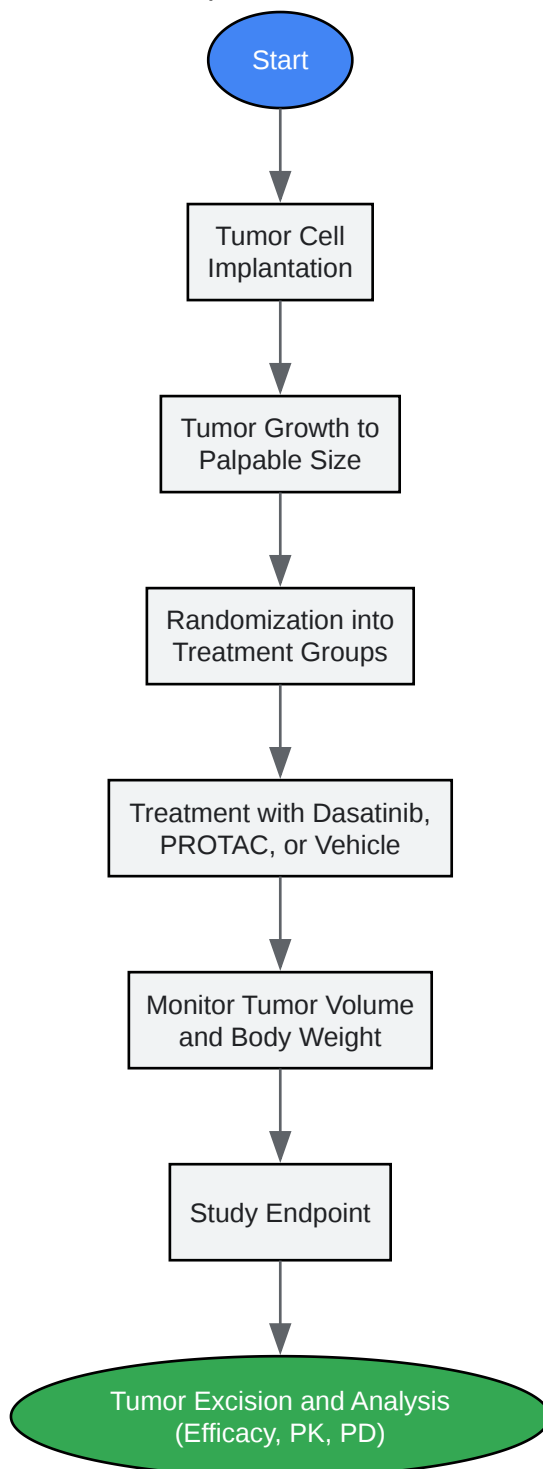 Start
Tumor Cell
Implantation
Tumor Growth to
Palpable Size
Randomization into
Treatment Groups
Treatment with Dasatinib,
PROTAC, or Vehicle
Monitor Tumor Volume
and Body Weight
Study Endpoint
Tumor Excision and Analysis
(Efficacy, PK, PD)